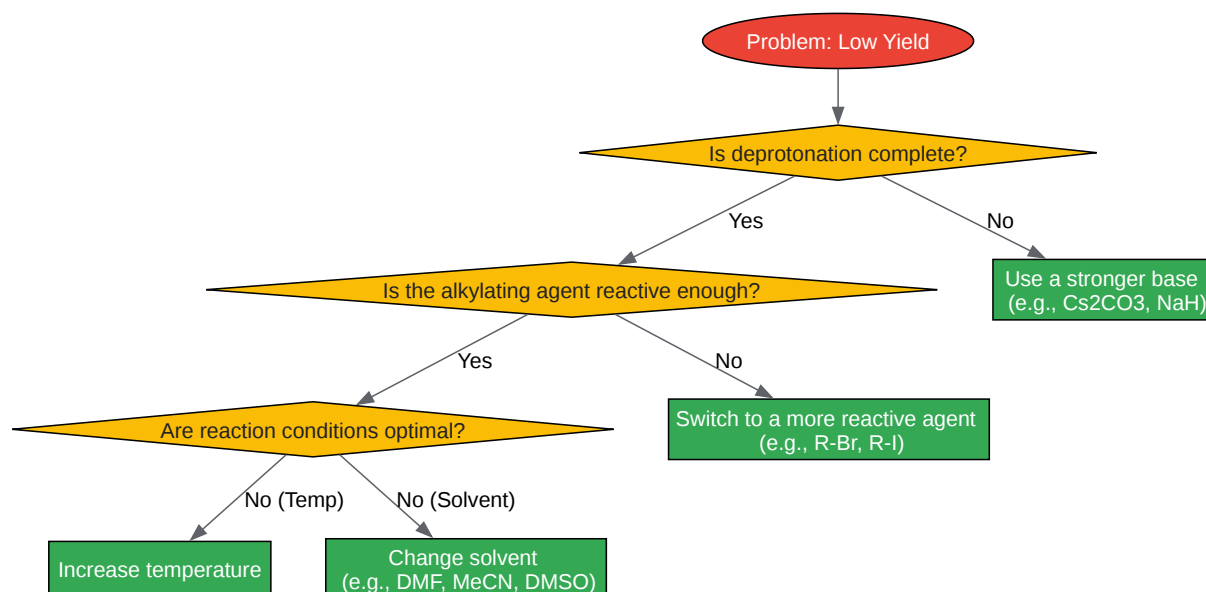 Problem: Low Yield
Is deprotonation complete?
Yes
No
Is the alkylating agent reactive enough?
Use a stronger base
(e.g., Cs2CO3, NaH)
Yes
No
Are reaction conditions optimal?
Switch to a more reactive agent
(e.g., R-Br, R-I)
No (Temp)
No (Solvent)
Increase temperature
Change solvent
(e.g., DMF, MeCN, DMSO)